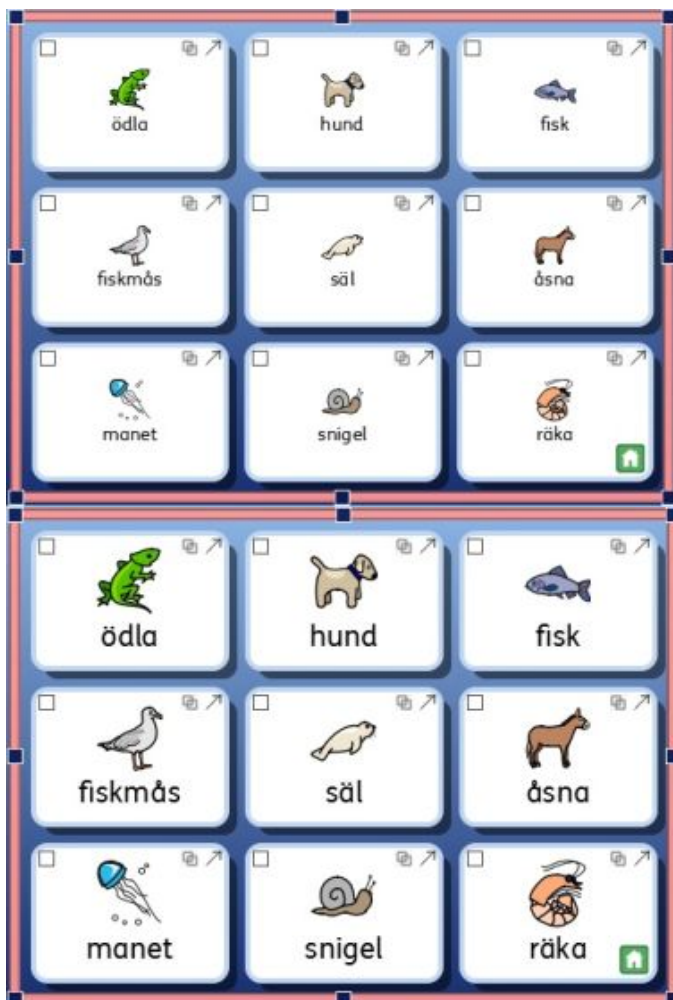 ödla hund fisk
fiskmås säl åsna
manet snigel räka
ödla hund fisk
fiskmås säl åsna
manet snigel räka